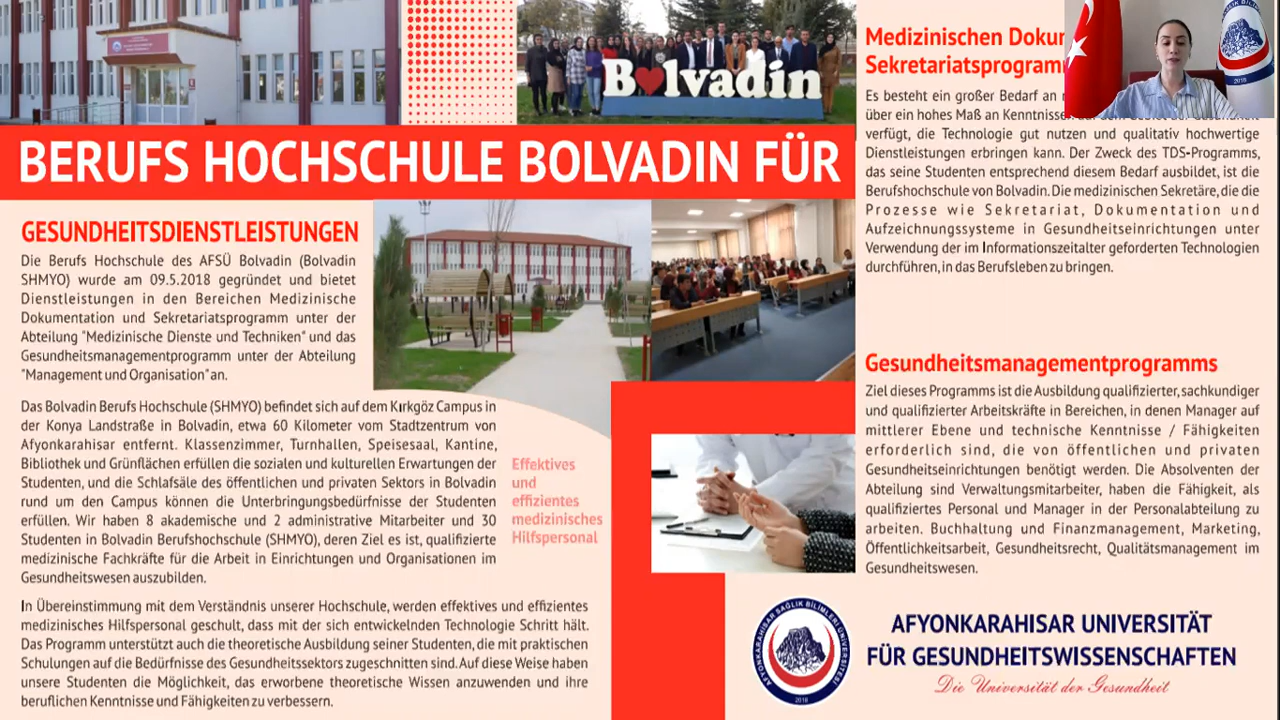 Bolvadin
BERUFS HOCHSCHULE BOLVADIN FÜR
GESUNDHEITSDIENSTLEISTUNGEN
Die Berufs Hochschule des AFSÜ Bolvadin (Bolvadin
SHMYO) wurde am 09.5.2018 gegründet und bietet
Dienstleistungen in den Bereichen Medizinische
Dokumentation und Sekretariatsprogramm unter der
Abteilung "Medizinische Dienste und Techniken" und das
Gesundheitsmanagementprogramm unter der Abteilung
"Management und Organisation" an.
Das Bolvadin Berufs Hochschule (SHMYO) befindet sich auf dem Kırkgöz Campus in
der Konya Landstraße in Bolvadin, etwa 60 Kilometer vom Stadtzentrum von
Afyonkarahisar entfernt. Klassenzimmer, Turnhallen, Speisesaal, Kantine,
Bibliothek und Grünflächen erfüllen die sozialen und kulturellen Erwartungen der
Studenten, und die Schlafsäle des öffentlichen und privaten Sektors in Bolvadin
rund um den Campus können die Unterbringungsbedürfnisse der Studenten
erfüllen. Wir haben 8 akademische und 2 administrative Mitarbeiter und 30
Studenten in Bolvadin Berufshochschule (SHMYO), deren Ziel es ist, qualifizierte
medizinische Fachkräfte für die Arbeit in Einrichtungen und Organisationen im
Gesundheitswesen auszubilden.
In Übereinstimmung mit dem Verständnis unserer Hochschule, werden effektives und effizientes
medizinisches Hilfspersonal geschult, dass mit der sich entwickelnden Technologie Schritt hält.
Das Programm unterstützt auch die theoretische Ausbildung seiner Studenten, die mit praktischen
Schulungen auf die Bedürfnisse des Gesundheitssektors zugeschnitten sind. Auf diese Weise haben
unsere Studenten die Möglichkeit, das erworbene theoretische Wissen anzuwenden und ihre
beruflichen Kenntnisse und Fähigkeiten zu verbessern.
Effektives
und
effizientes
medizinisches
Hilfspersonal
Medizinischen Dokum
Sekretariatsprogramm
Es besteht ein großer Bedarf an
über ein hohes Maß an Kenntnissen
verfügt, die Technologie gut nutzen und qualitativ hochwertige
Dienstleistungen erbringen kann. Der Zweck des TDS-Programms,
das seine Studenten entsprechend diesem Bedarf ausbildet, ist die
Berufshochschule von Bolvadin. Die medizinischen Sekretäre, die die
Prozesse wie Sekretariat, Dokumentation und
Aufzeichnungssysteme in Gesundheitseinrichtungen unter
Verwendung der im Informationszeitalter geforderten Technologien
durchführen, in das Berufsleben zu bringen.
Gesundheitsmanagementprogramms
Ziel dieses Programms ist die Ausbildung qualifizierter, sachkundiger
und qualifizierter Arbeitskräfte in Bereichen, in denen Manager auf
mittlerer Ebene und technische Kenntnisse / Fähigkeiten
erforderlich sind, die von öffentlichen und privaten
Gesundheitseinrichtungen benötigt werden. Die Absolventen der
Abteilung sind Verwaltungsmitarbeiter, haben die Fähigkeit, als
qualifiziertes Personal und Manager in der Personalabteilung zu
arbeiten. Buchhaltung und Finanzmanagement, Marketing,
Öffentlichkeitsarbeit, Gesundheitsrecht, Qualitätsmanagement im
Gesundheitswesen.
AFYONKARAHİSAR SAĞLIK BİLİMLERİ ÜNİVERSİTESİ
2018
AFYONKARAHISAR UNIVERSITÄT
FÜR GESUNDHEITSWISSENSCHAFTEN
Die Universität der Gesundheit